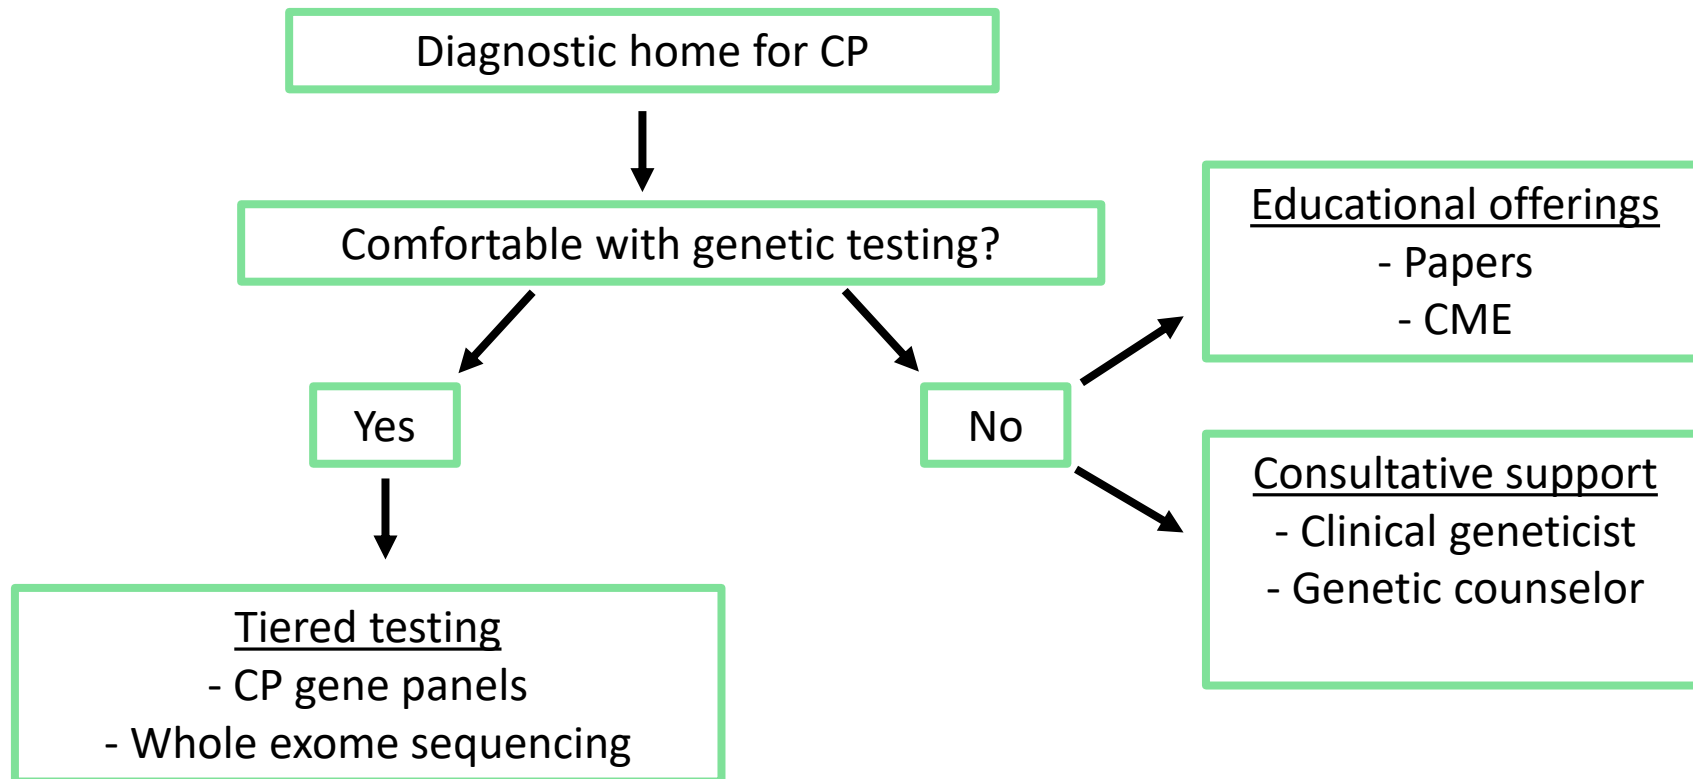 Diagnostic home for CP
Comfortable with genetic testing?
Yes
No
Educational offerings
- Papers
- CME
Consultative support
- Clinical geneticist
- Genetic counselor
Tiered testing
- CP gene panels
- Whole exome sequencing